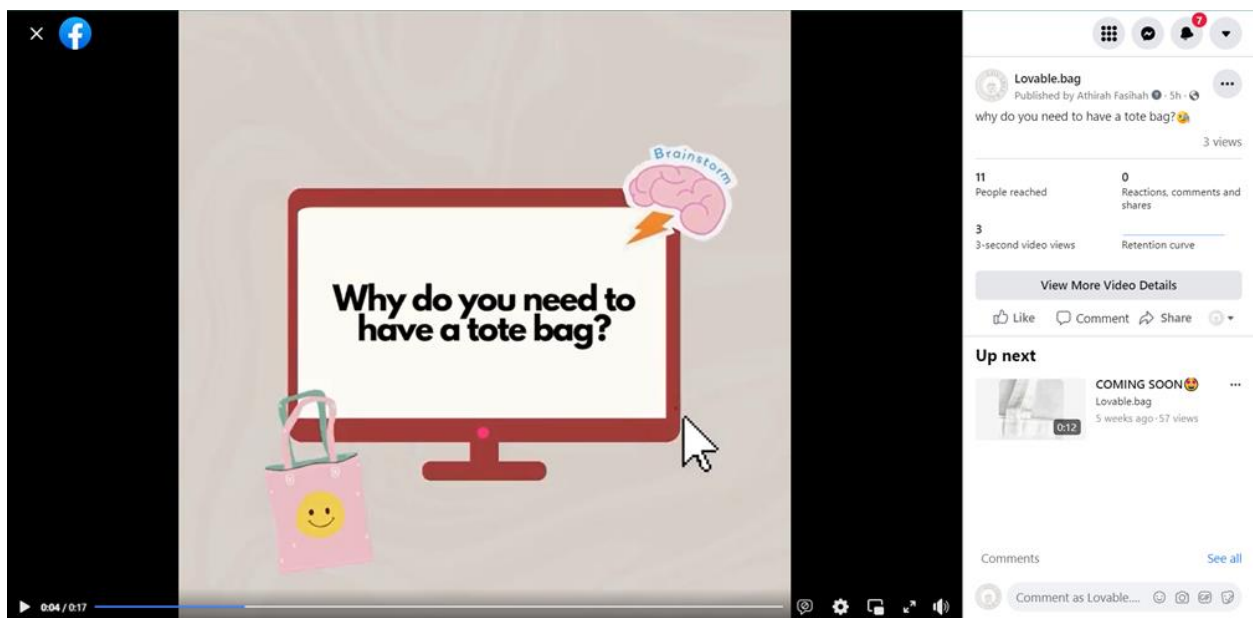 Brainstorm
Why do you need to
have a tote bag?
0:04 / 0:17
7
Lovable.bag
Published by Athirah Fasihah · 5h ·
why do you need to have a tote bag?
3 views
11
People reached
0
Reactions, comments and
shares
3
3-second video views
Retention curve
View More Video Details
Like
Comment
Share
Up next
COMING SOON
Lovable.bag
5 weeks ago · 57 views
0:12
Comments
See all
Comment as Lovable....
GIF